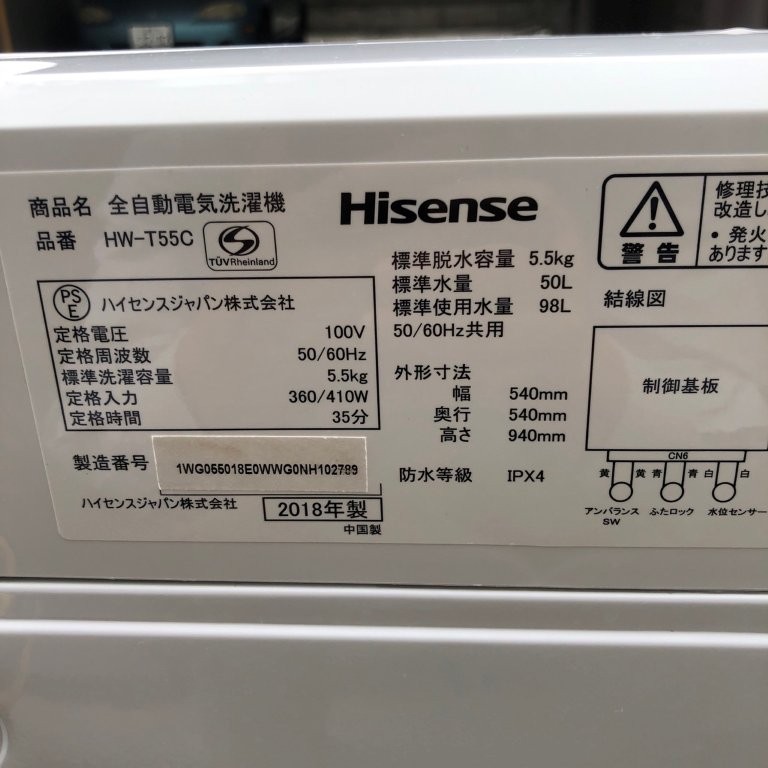 商品名 全自動電気洗濯機
品番 HW-T55C
TÜVRheinland
PSE ハイセンスジャパン株式会社
定格電圧 100V
定格周波数 50/60Hz
標準洗濯容量 5.5kg
定格入力 360/410W
定格時間 35分
製造番号 1WG055018E0WWG0NH102789
ハイセンスジャパン株式会社 2018年製
中国製
Hisense
標準脱水容量 5.5kg
標準水量 50L
標準使用水量 98L
50/60Hz共用
外形寸法
幅 540mm
奥行 540mm
高さ 940mm
防水等級 IPX4
警告
修理技
改造し
・発火
あります
結線図
制御基板
CN6
黄 黄 青 青 白 白
アンバランス ふたロック 水位センサー
SW